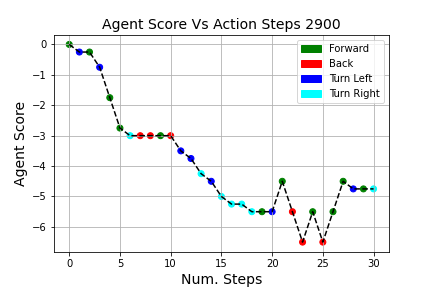 Agent Score Vs Action Steps 2900
Forward
Back
Turn Left
Turn Right
Agent Score
0
−1
−2
−3
−4
−5
−6
0 5 10 15 20 25 30
Num. Steps